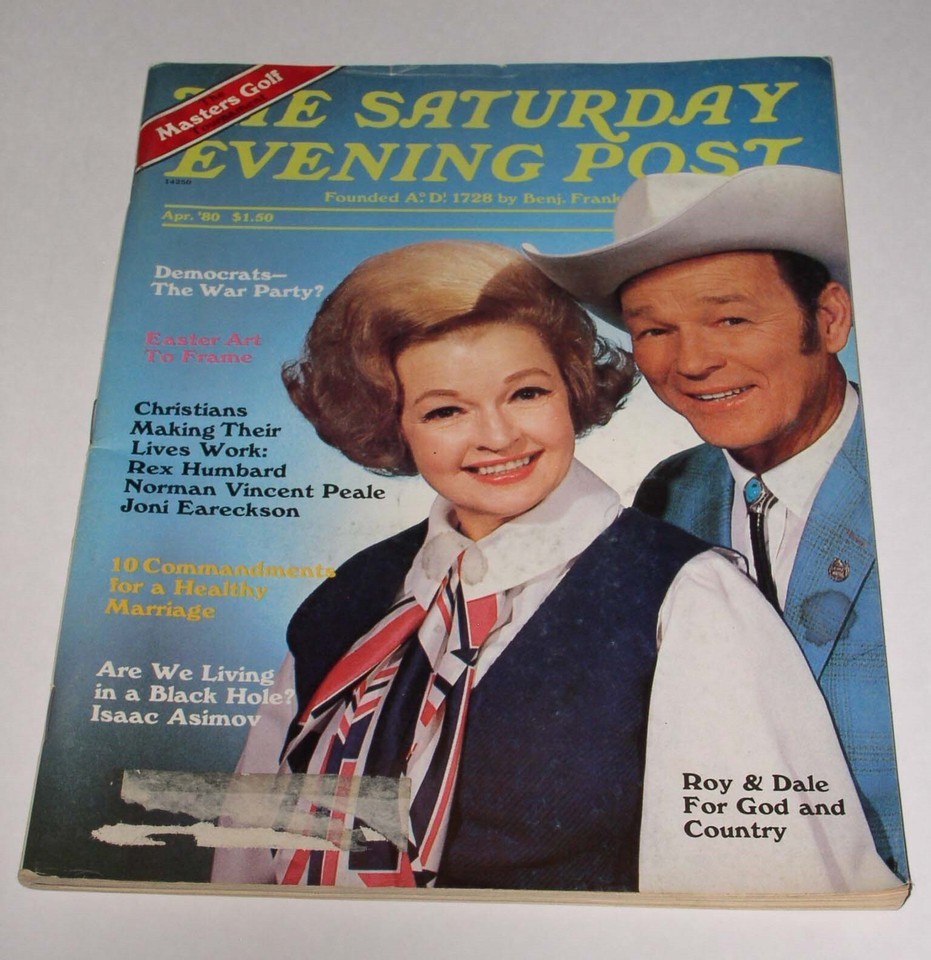 Masters Golf
THE SATURDAY
EVENING POST
14250
Founded A.º D.! 1728 by Benj. Frank
Apr. '80 $1.50
Democrats—
The War Party?
Easter Art
To Frame
Christians
Making Their
Lives Work:
Rex Humbard
Norman Vincent Peale
Joni Eareckson
10 Commandments
for a Healthy
Marriage
Are We Living
in a Black Hole?
Isaac Asimov
Roy & Dale
For God and
Country